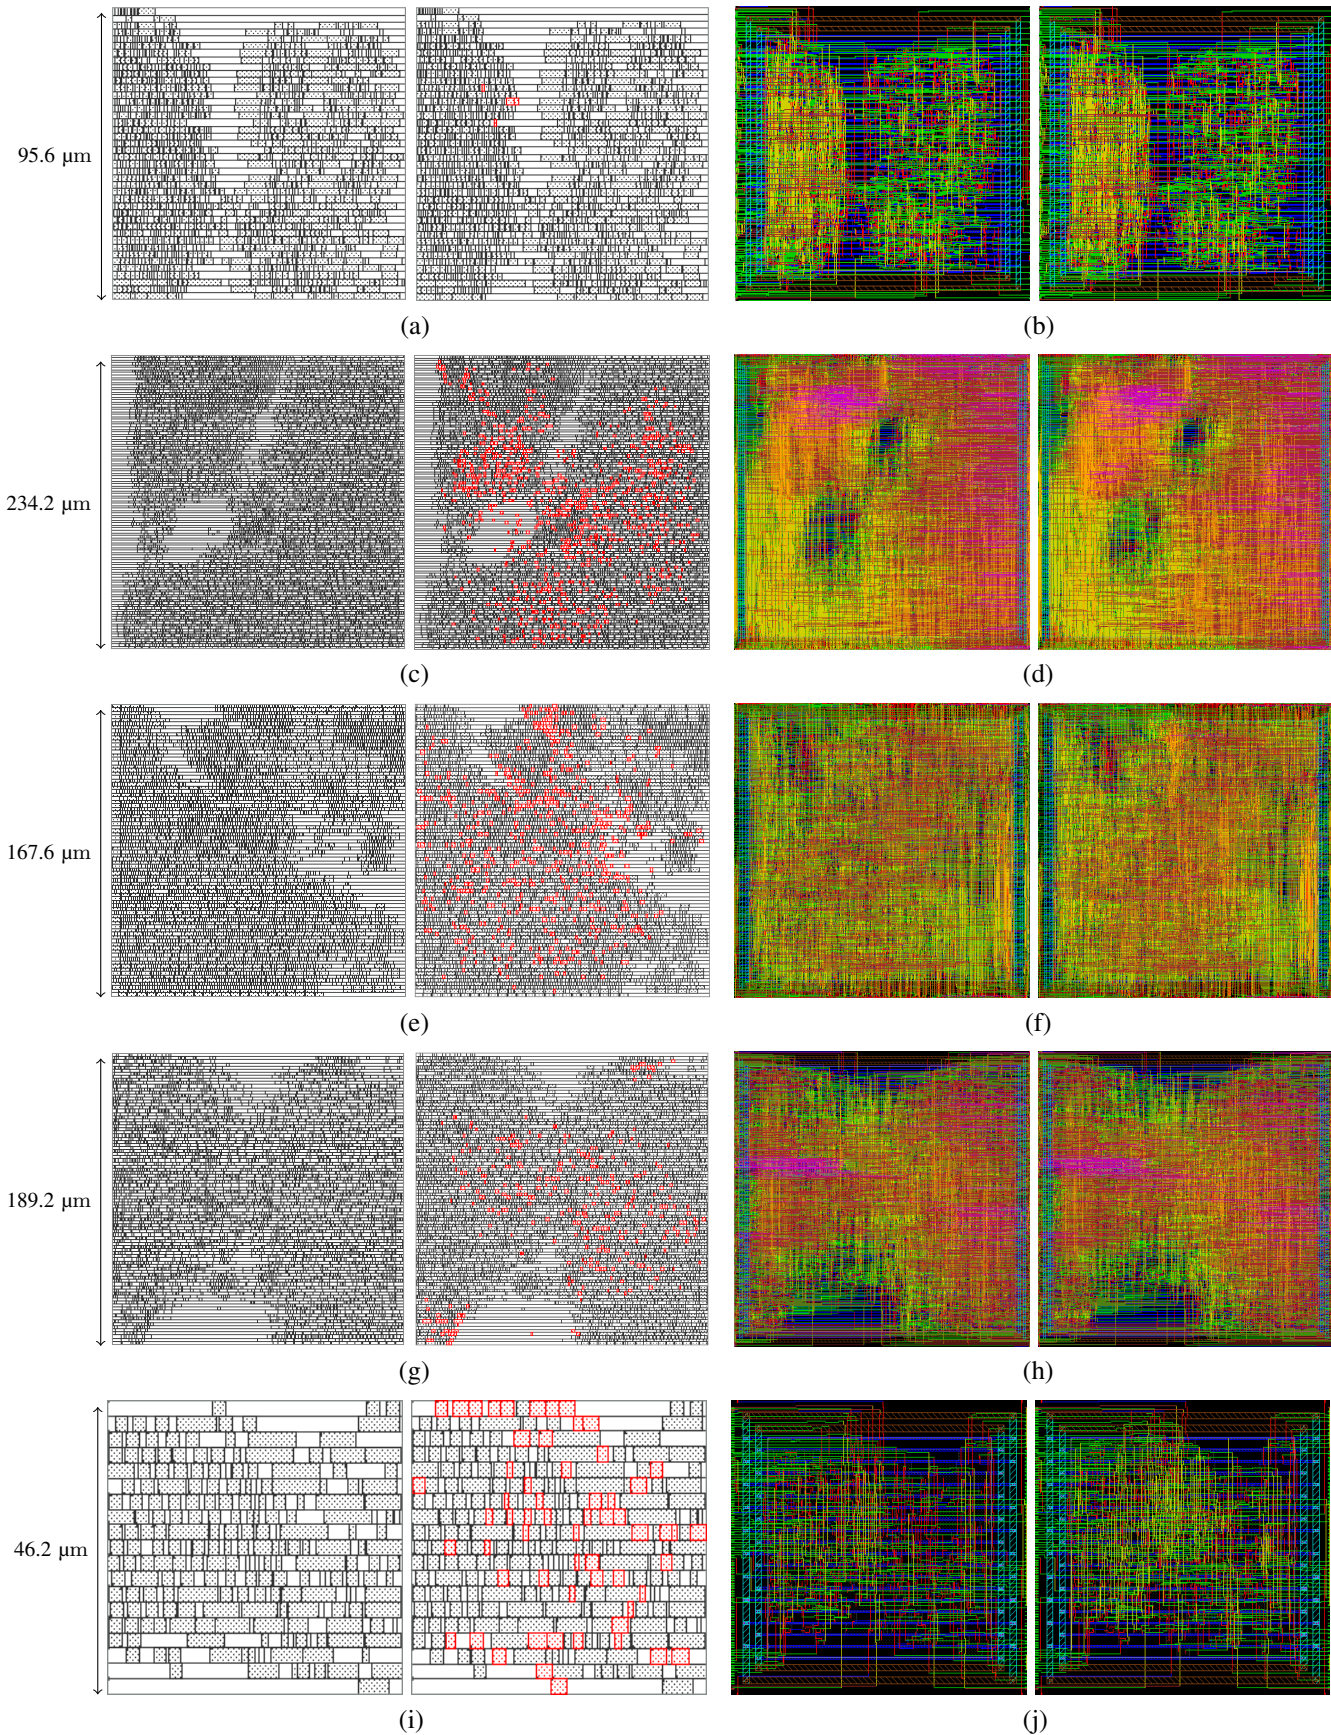 95.6 µm
(a)
(b)
234.2 µm
(c)
(d)
167.6 µm
(e)
(f)
189.2 µm
(g)
(h)
46.2 µm
(i)
(j)